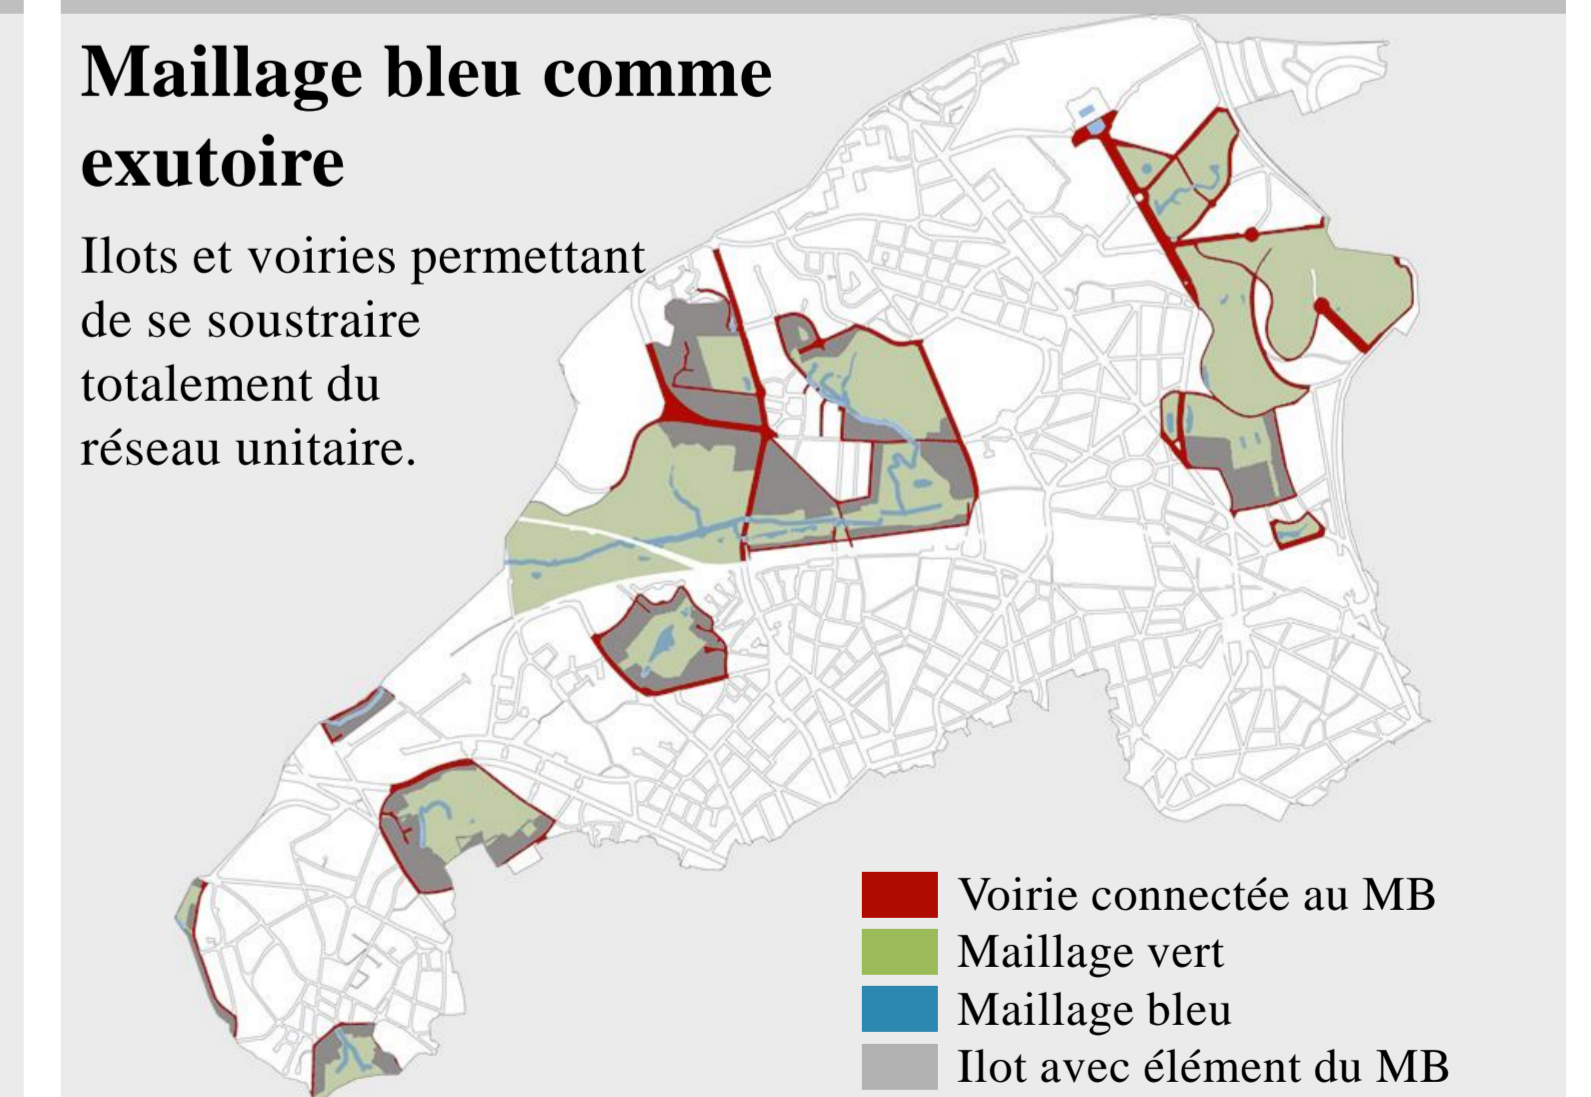 Maillage bleu comme
exutoire
Ilots et voiries permettant
de se soustraire
totalement du
réseau unitaire.
Voirie connectée au MB
Maillage vert
Maillage bleu
Ilot avec élément du MB